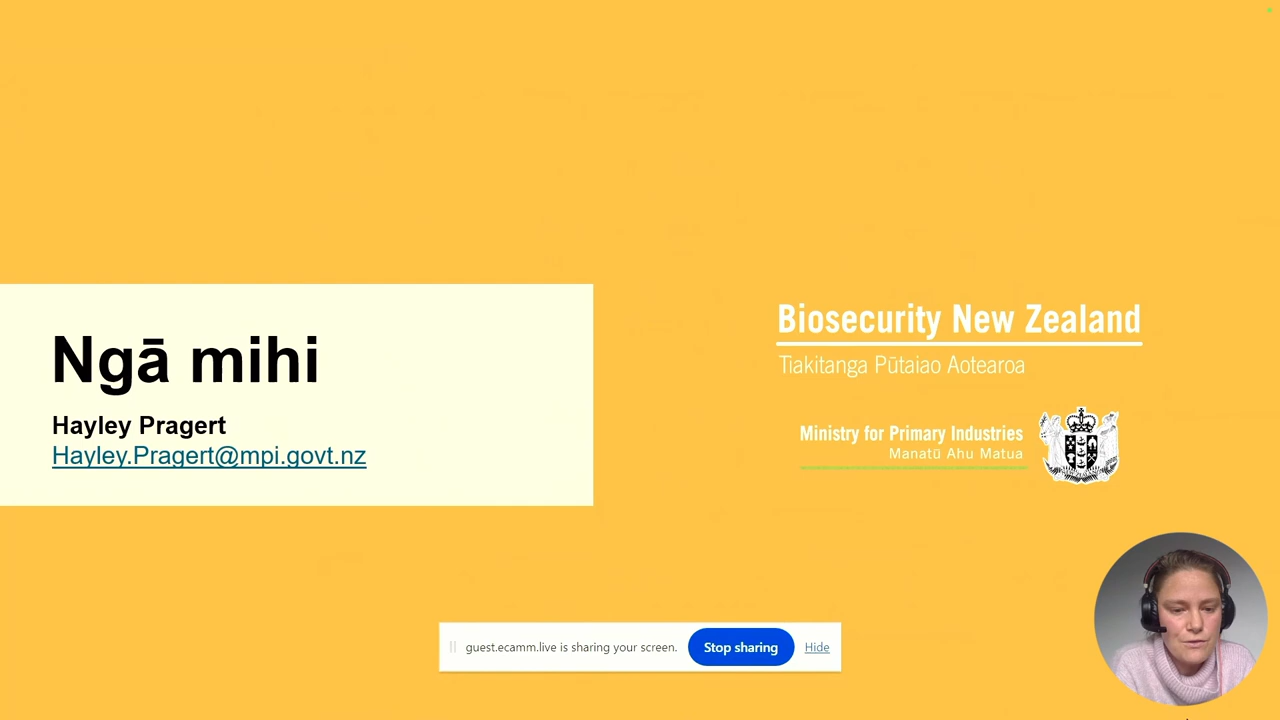 Ngā mihi
Hayley Pragert
Hayley.Pragert@mpi.govt.nz
Biosecurity New Zealand
Tiakitanga Pūtaiao Aotearoa
Ministry for Primary Industries
Manatū Ahu Matua
guest.ecamm.live is sharing your screen.
Stop sharing
Hide